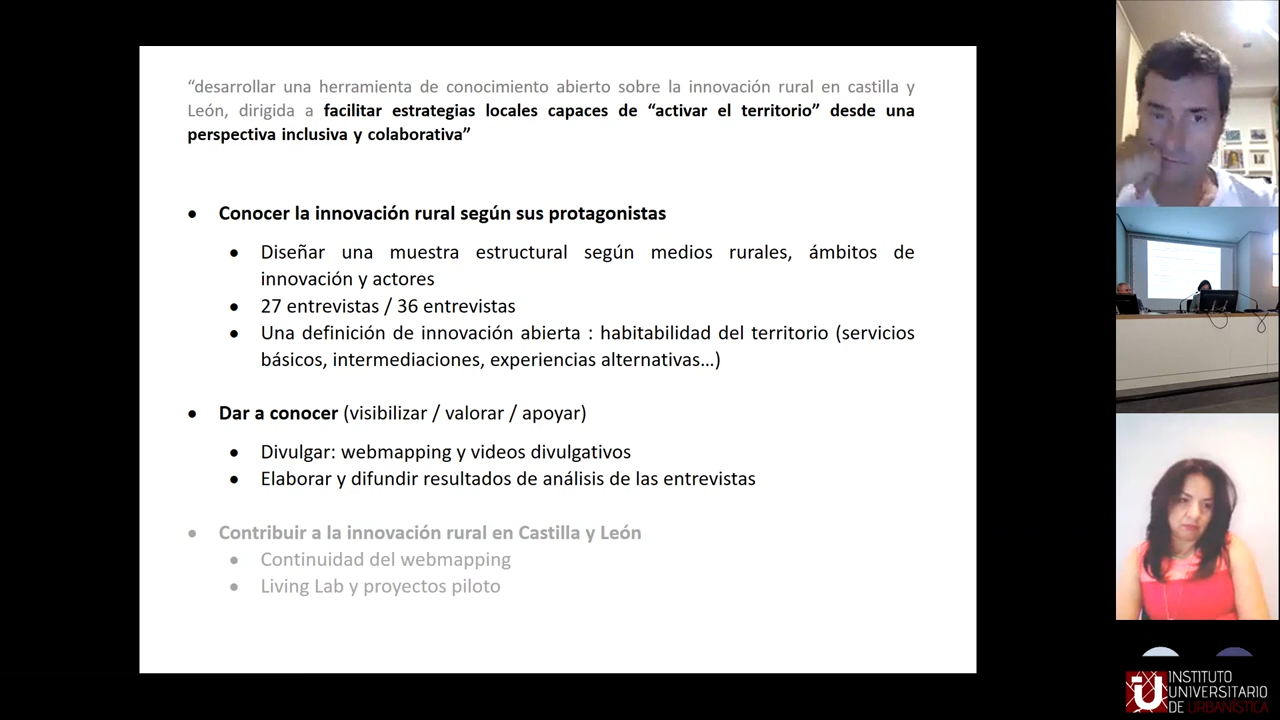 “desarrollar una herramienta de conocimiento abierto sobre la innovación rural en castilla y
León, dirigida a facilitar estrategias locales capaces de “activar el territorio” desde una
perspectiva inclusiva y colaborativa”
• Conocer la innovación rural según sus protagonistas
• Diseñar una muestra estructural según medios rurales, ámbitos de
innovación y actores
• 27 entrevistas / 36 entrevistas
• Una definición de innovación abierta : habitabilidad del territorio (servicios
básicos, intermediaciones, experiencias alternativas…)
• Dar a conocer (visibilizar / valorar / apoyar)
• Divulgar: webmapping y videos divulgativos
• Elaborar y difundir resultados de análisis de las entrevistas
• Contribuir a la innovación rural en Castilla y León
• Continuidad del webmapping
• Living Lab y proyectos piloto
INSTITUTO
UNIVERSITARIO
DE URBANÍSTICA